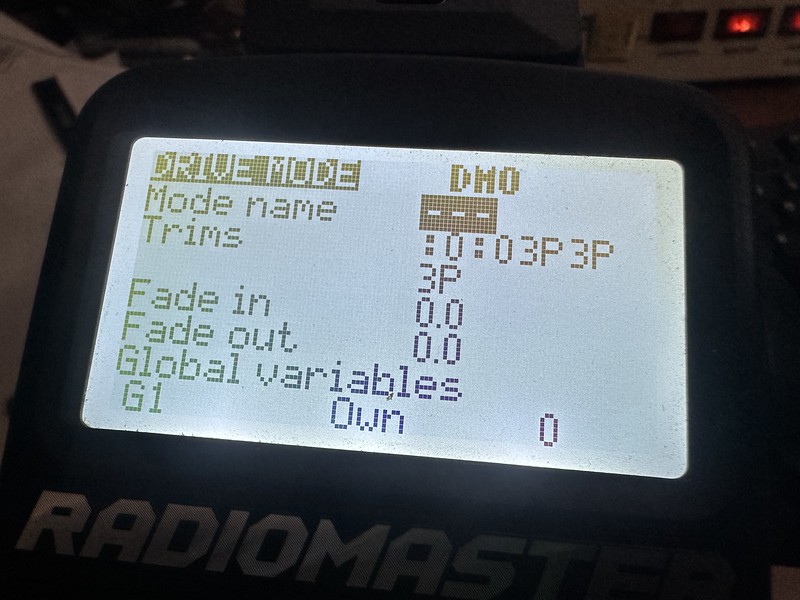 DRIVE MODE DM0
Mode name ---
Trims :0:03P3P
3P
Fade in 0.0
Fade out 0.0
Global variables
G1 Own 0
RADIOMASTER